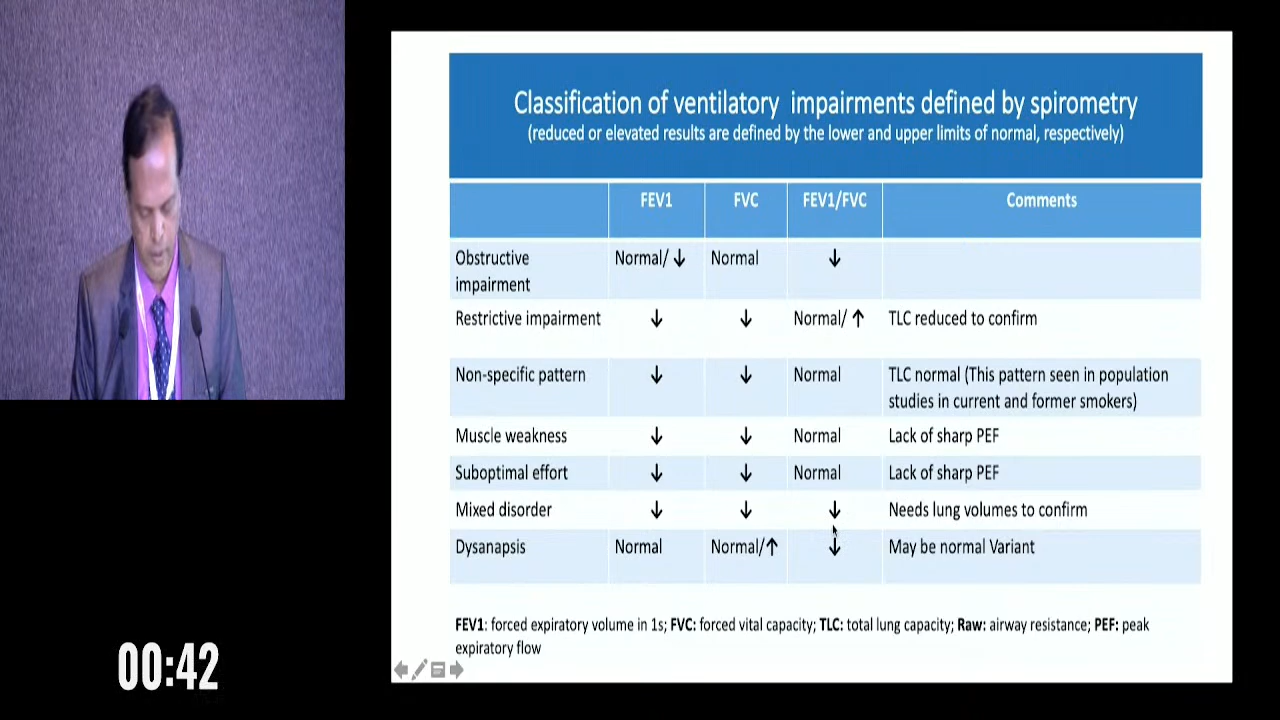 Classification of ventilatory impairments defined by spirometry
(reduced or elevated results are defined by the lower and upper limits of normal, respectively)
FEV1 FVC FEV1/FVC Comments
Obstructive impairment Normal/ ↓ Normal ↓
Restrictive impairment ↓ ↓ Normal/ ↑ TLC reduced to confirm
Non-specific pattern ↓ ↓ Normal TLC normal (This pattern seen in population
studies in current and former smokers)
Muscle weakness ↓ ↓ Normal Lack of sharp PEF
Suboptimal effort ↓ ↓ Normal Lack of sharp PEF
Mixed disorder ↓ ↓ ↓ Needs lung volumes to confirm
Dysanapsis Normal Normal/↑ ↓ May be normal Variant
FEV1: forced expiratory volume in 1s; FVC: forced vital capacity; TLC: total lung capacity; Raw: airway resistance; PEF: peak
expiratory flow
00:42